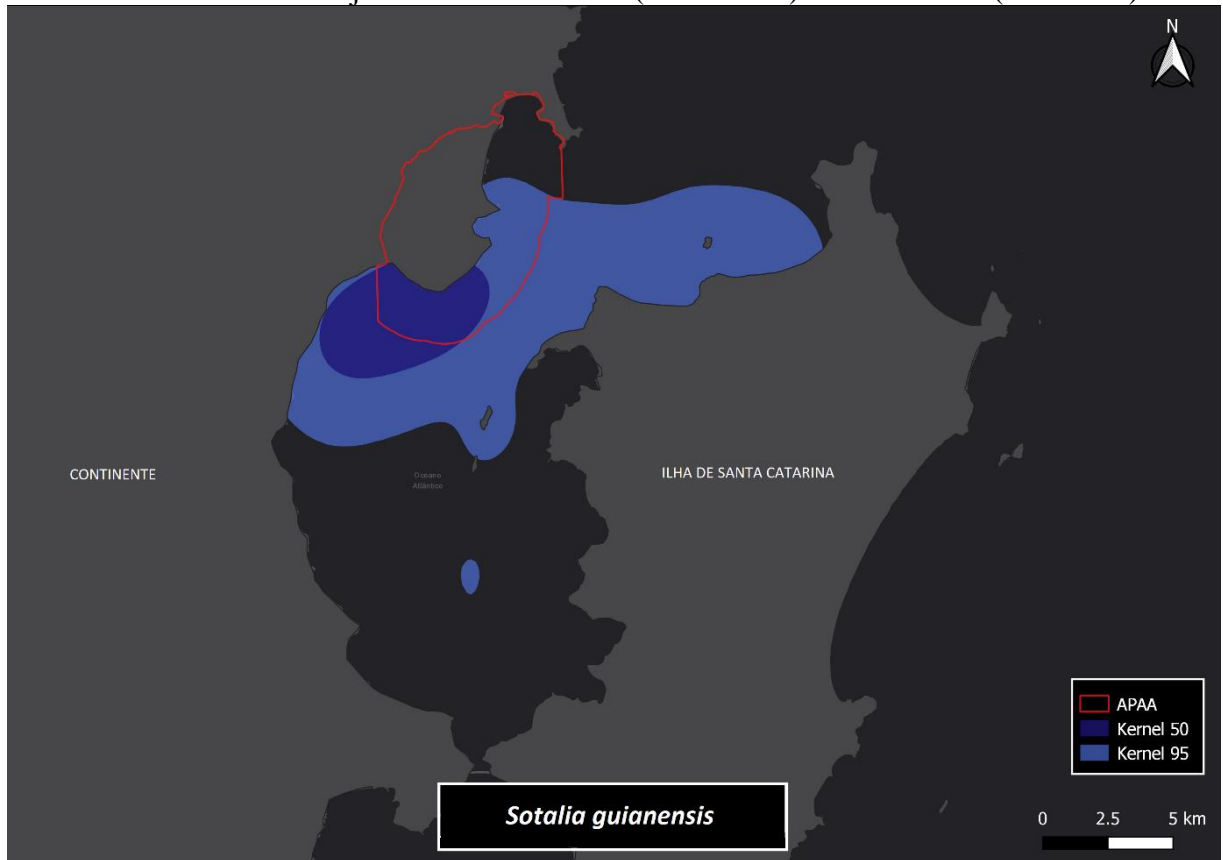 N
CONTINENTE
Oceano
Atlântico
ILHA DE SANTA CATARINA
APAA
Kernel 50
Kernel 95
Sotalia guianensis
0 2.5 5 km